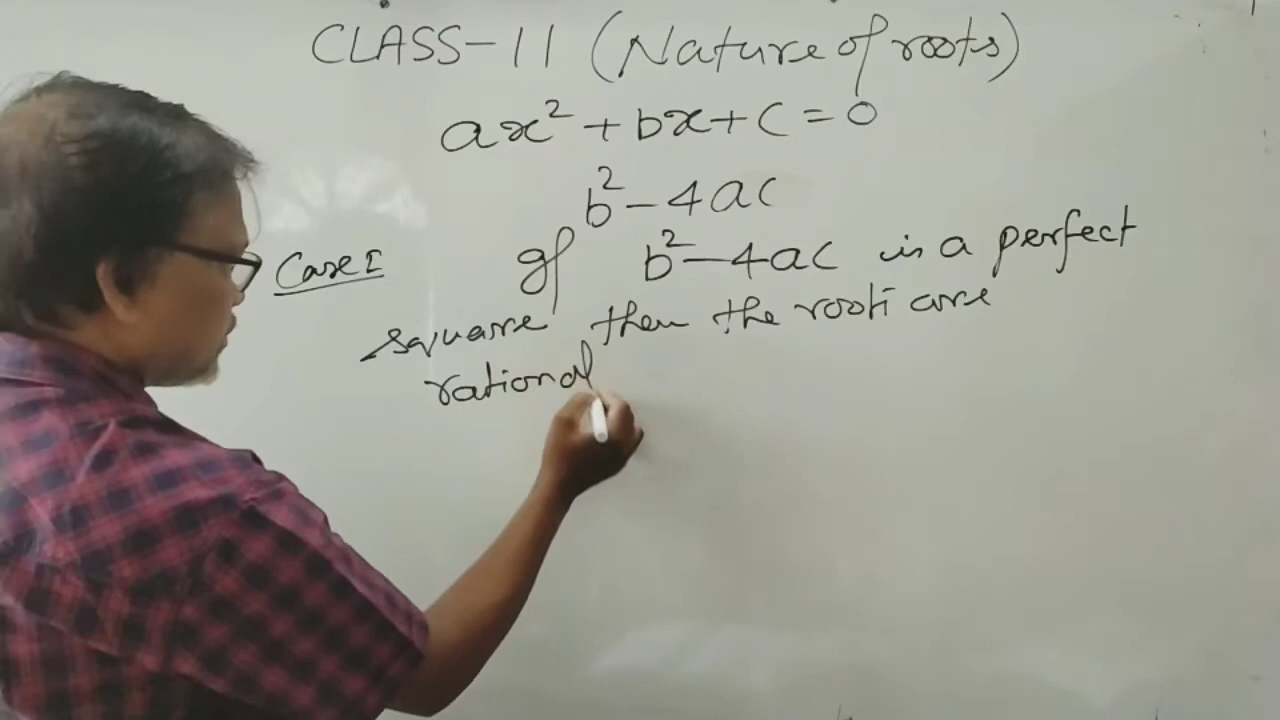 CLASS-11 (Nature of roots)
ax² + bx + c = 0
b² - 4ac
Case I If b² - 4ac is a perfect
square then the roots are
rational